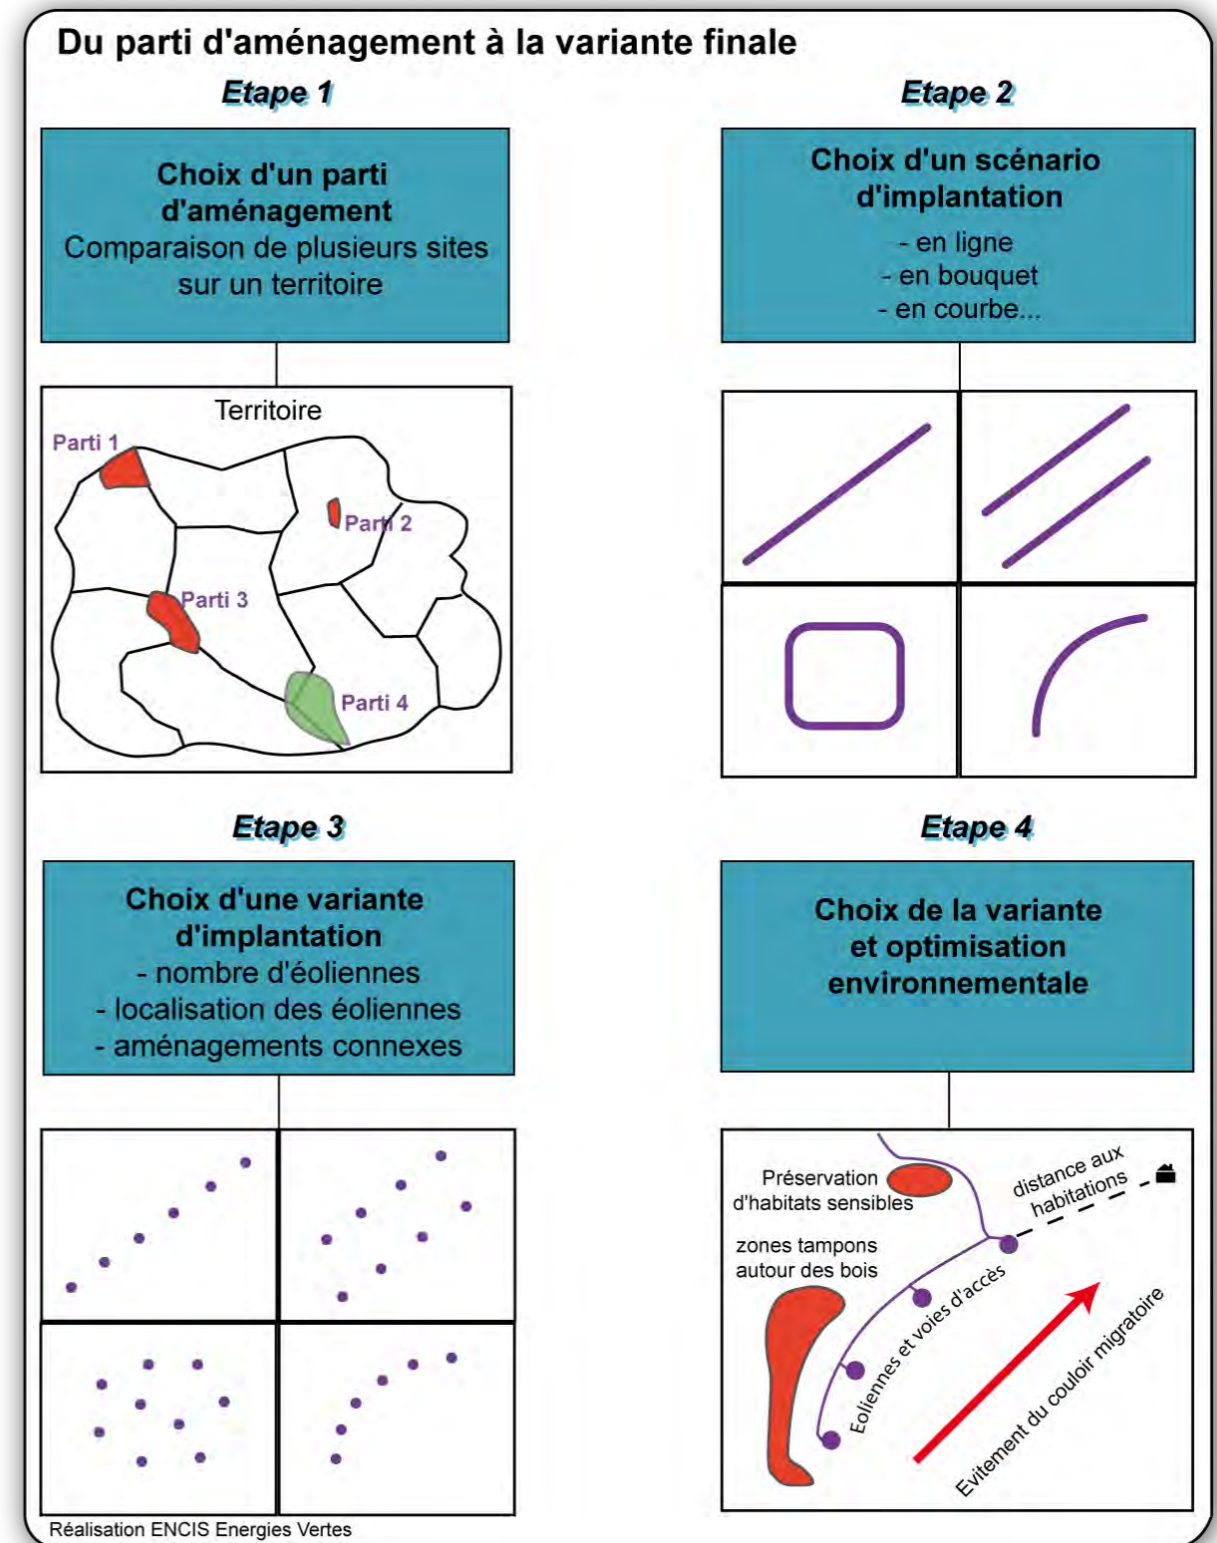 Du parti d'aménagement à la variante finale
Etape 1
Choix d'un parti
d'aménagement
Comparaison de plusieurs sites
sur un territoire
Territoire
Parti 1
Parti 2
Parti 3
Parti 4
Etape 2
Choix d'un scénario
d'implantation
- en ligne
- en bouquet
- en courbe...
Etape 3
Choix d'une variante
d'implantation
- nombre d'éoliennes
- localisation des éoliennes
- aménagements connexes
Etape 4
Choix de la variante
et optimisation
environnementale
Préservation
d'habitats sensibles
distance aux
habitations
zones tampons
autour des bois
Eoliennes et voies d'accès
Evitement du couloir migratoire
Réalisation ENCIS Energies Vertes